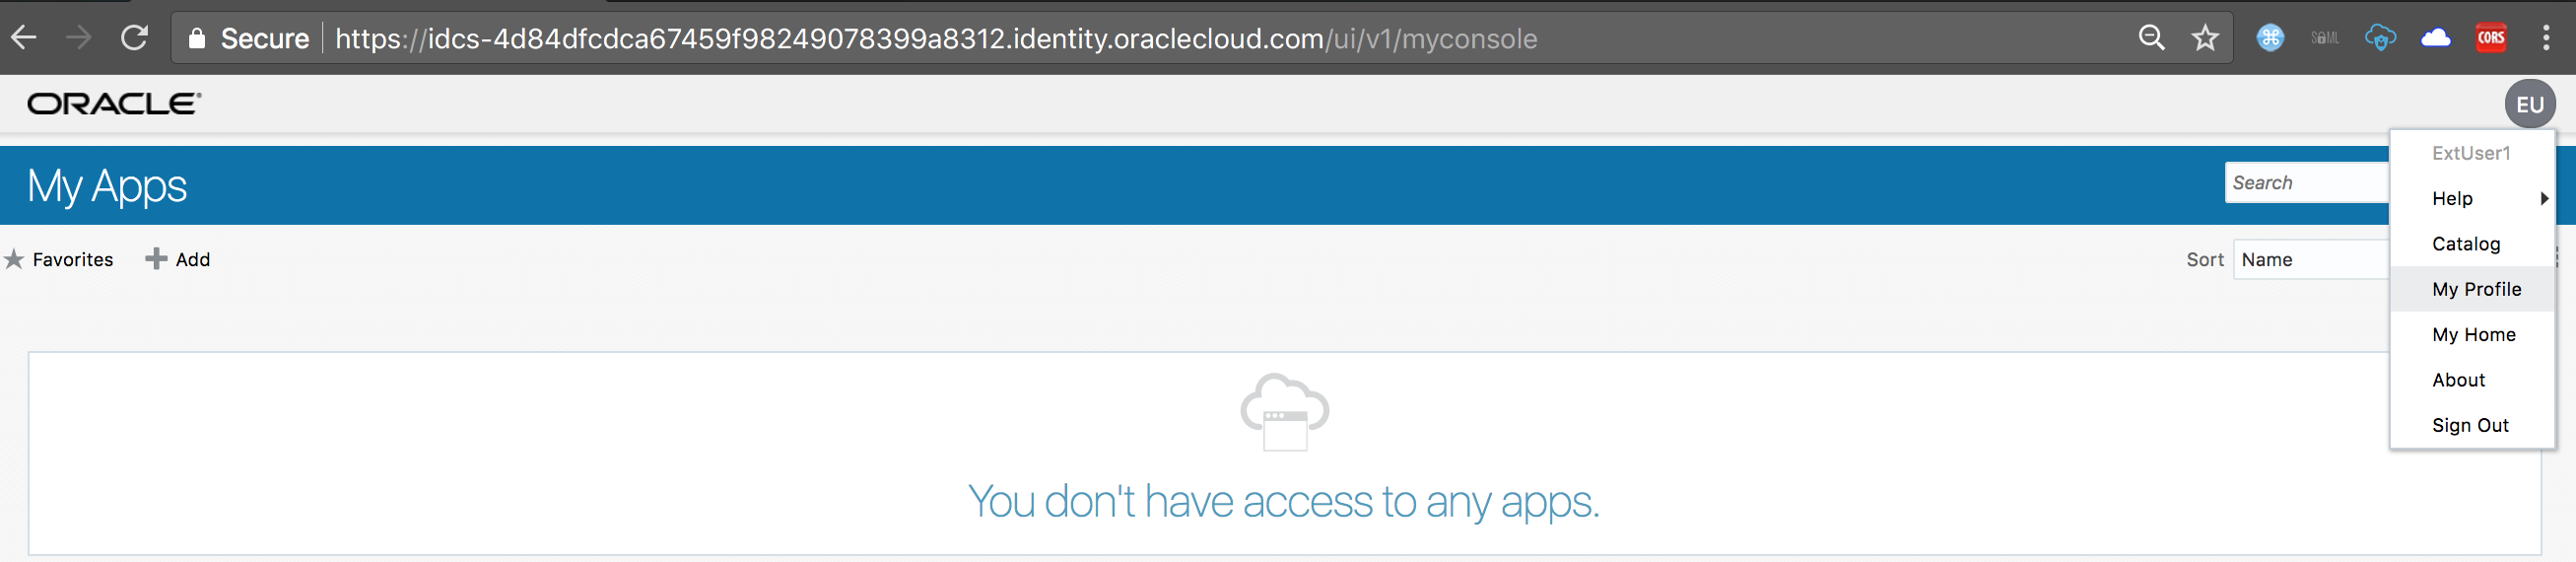 Secure https://idcs-4d84dfcdca67459f98249078399a8312.identity.oraclecloud.com/ui/v1/myconsole
SAML
CORS
ORACLE
EU
My Apps
Search
ExtUser1
Help
Catalog
My Profile
My Home
About
Sign Out
Favorites
Add
Sort Name
You don't have access to any apps.